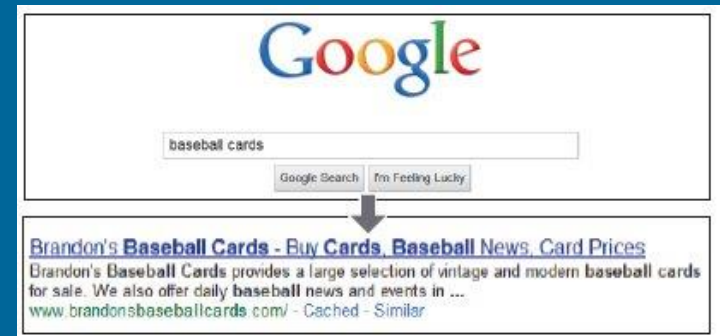 Google
baseball cards
Google Search I'm Feeling Lucky
Brandon's Baseball Cards - Buy Cards, Baseball News, Card Prices
Brandon's Baseball Cards provides a large selection of vintage and modern baseball cards
for sale. We also offer daily baseball news and events in ...
www.brandonsbaseballcards.com/ - Cached - Similar